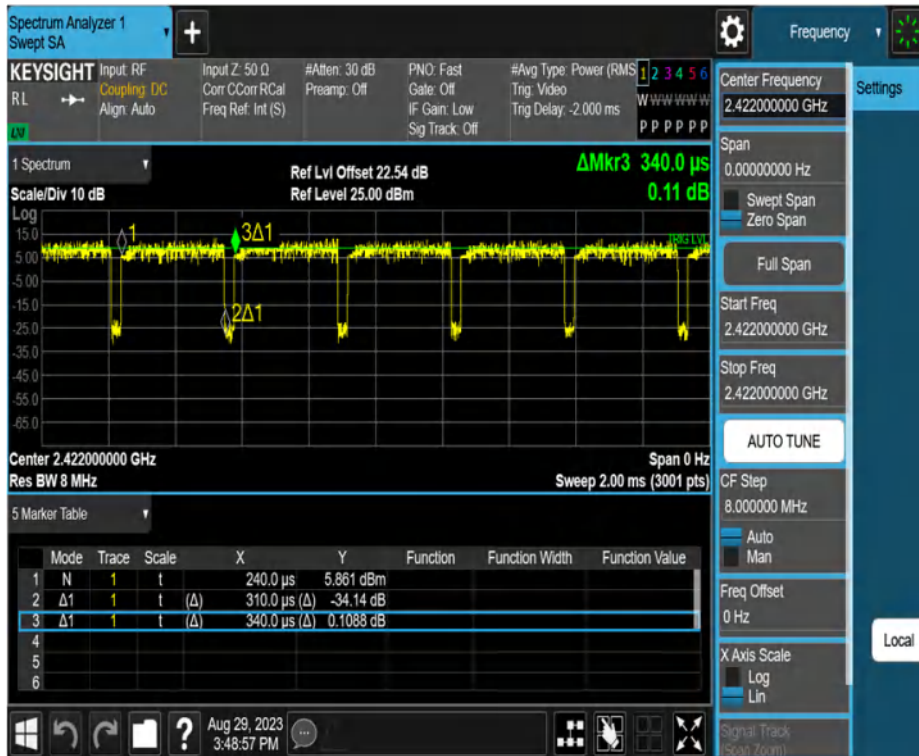 Spectrum Analyzer 1
Swept SA
Frequency
KEYSIGHT
RL
LNI
Input: RF
Coupling: DC
Align: Auto
Input Z: 50 Ω
Corr CCorr RCal
Freq Ref: Int (S)
#Atten: 30 dB
Preamp: Off
PNO: Fast
Gate: Off
IF Gain: Low
Sig Track: Off
#Avg Type: Power (RMS
Trig: Video
Trig Delay: -2.000 ms
1 2 3 4 5 6
W W W W W W
P P P P P P
1 Spectrum
Scale/Div 10 dB
Ref Lvl Offset 22.54 dB
Ref Level 25.00 dBm
ΔMkr3 340.0 µs
0.11 dB
Log
15.0
5.00
-5.00
-15.0
-25.0
-35.0
-45.0
-55.0
-65.0
1
3Δ1
2Δ1
TRIG LVL
Center 2.422000000 GHz
Res BW 8 MHz
Span 0 Hz
Sweep 2.00 ms (3001 pts)
5 Marker Table
Mode Trace Scale X Y Function Function Width Function Value
1 N 1 t 240.0 µs 5.861 dBm
2 Δ1 1 t (Δ) 310.0 µs (Δ) -34.14 dB
3 Δ1 1 t (Δ) 340.0 µs (Δ) 0.1088 dB
4
5
6
?
Aug 29, 2023
3:48:57 PM
Center Frequency
2.422000000 GHz
Span
0.00000000 Hz
Swept Span
Zero Span
Full Span
Start Freq
2.422000000 GHz
Stop Freq
2.422000000 GHz
AUTO TUNE
CF Step
8.000000 MHz
Auto
Man
Freq Offset
0 Hz
X Axis Scale
Log
Lin
Signal Track
(Span Zoom)
Settings
Local